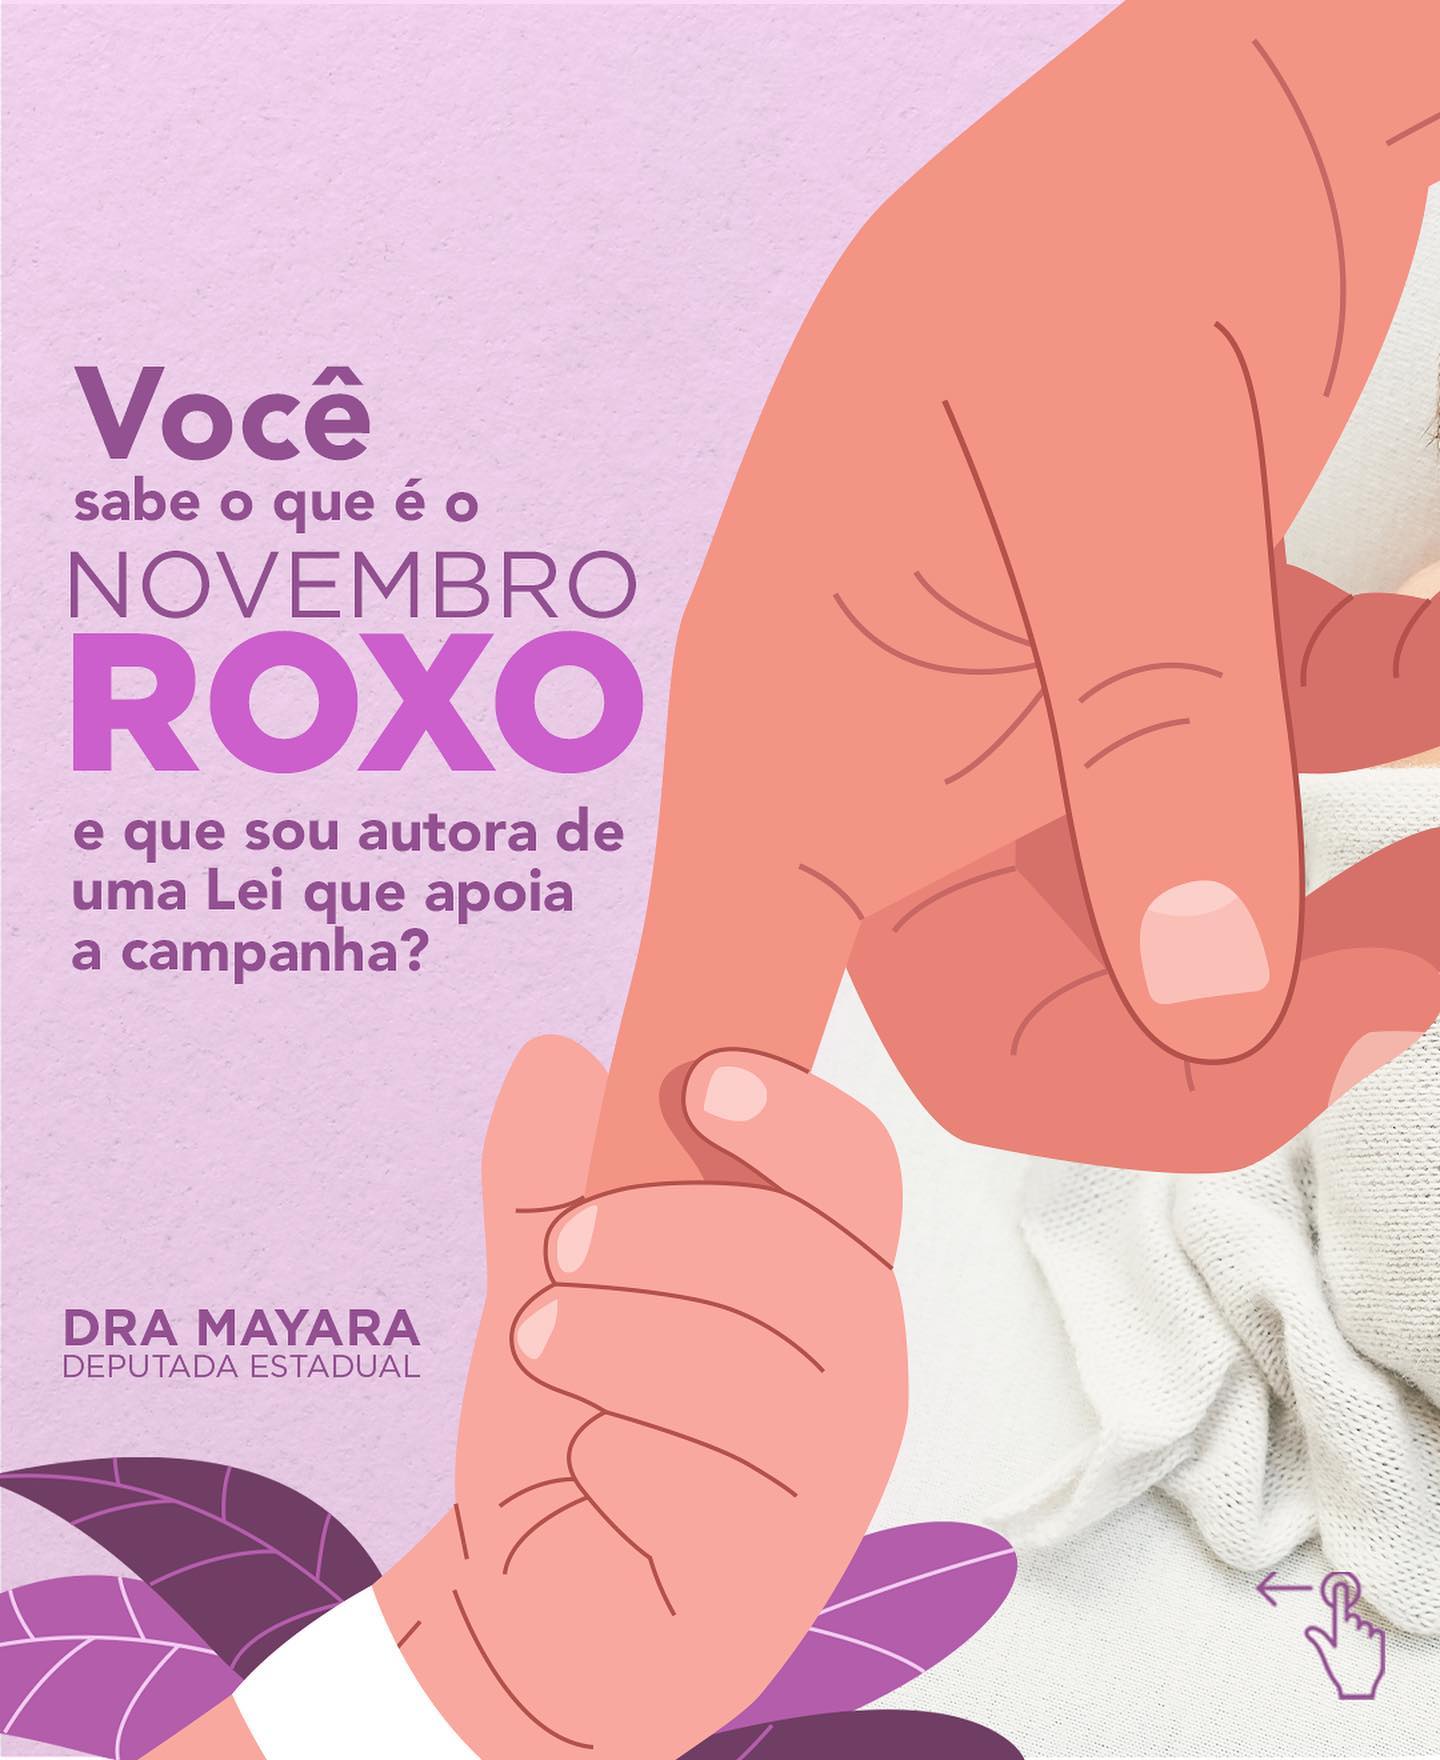 Você
sabe o que é o
NOVEMBRO
ROXO
e que sou autora de
uma Lei que apoia
a campanha?
DRA MAYARA
DEPUTADA ESTADUAL